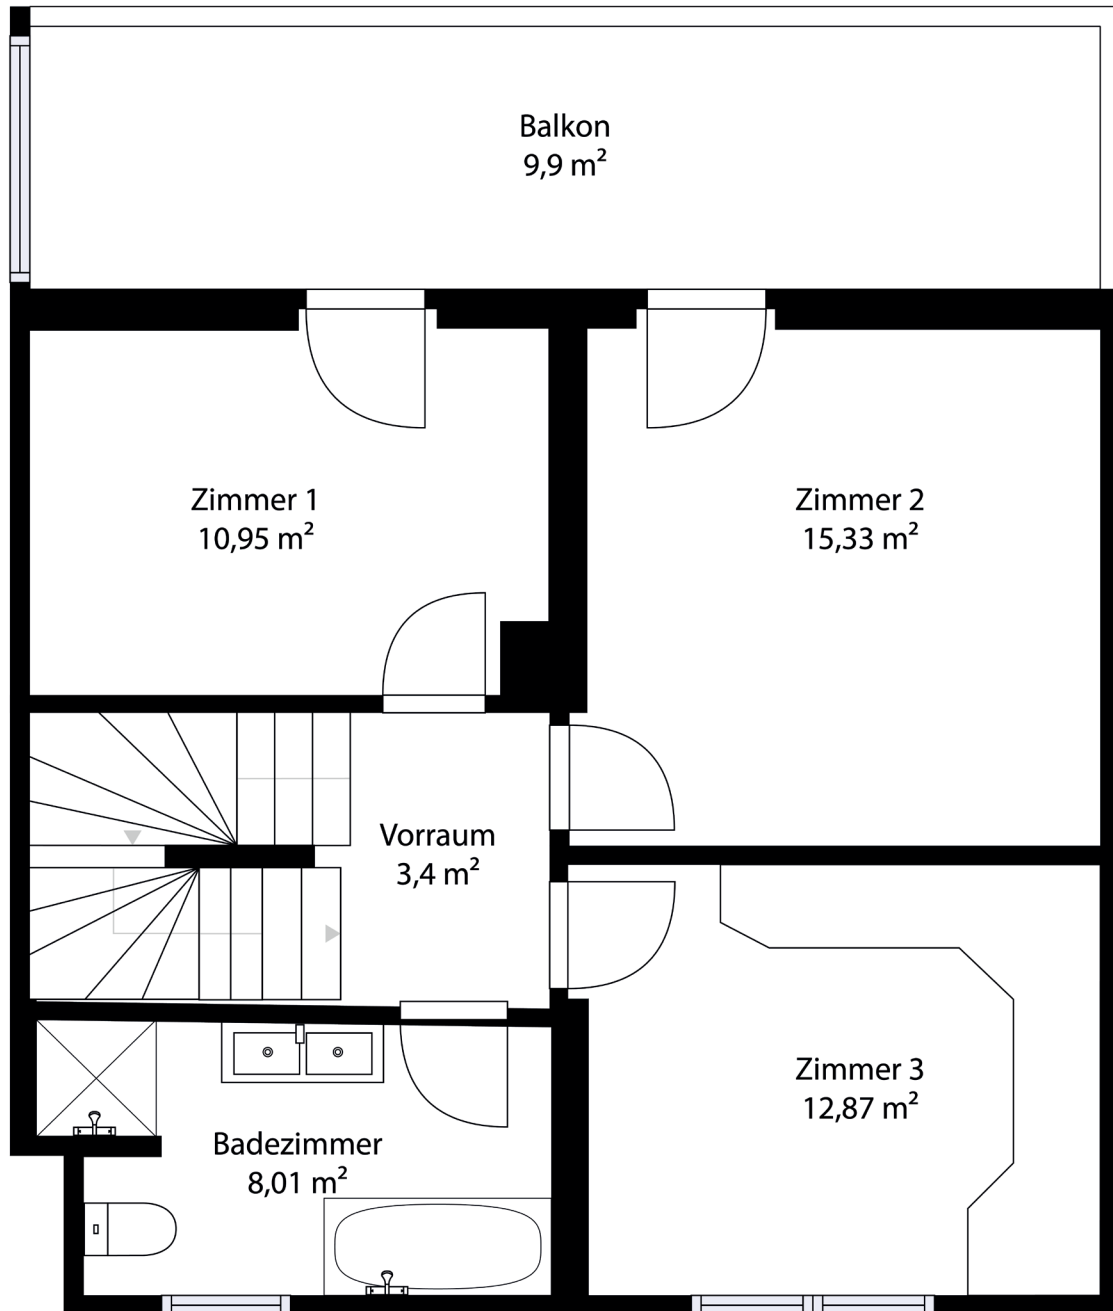 Balkon
9,9 m²
Zimmer 1
10,95 m²
Zimmer 2
15,33 m²
Vorraum
3,4 m²
Zimmer 3
12,87 m²
Badezimmer
8,01 m²